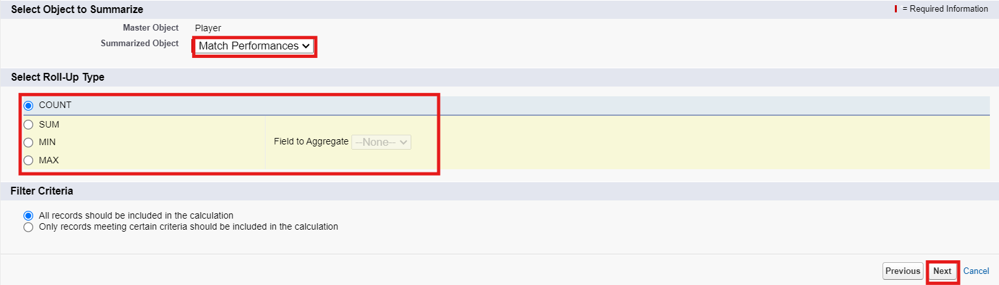 Select Object to Summarize
= Required Information
Master Object Player
Summarized Object Match Performances
Select Roll-Up Type
COUNT
SUM
MIN
Field to Aggregate --None--
MAX
Filter Criteria
All records should be included in the calculation
Only records meeting certain criteria should be included in the calculation
Previous Next Cancel